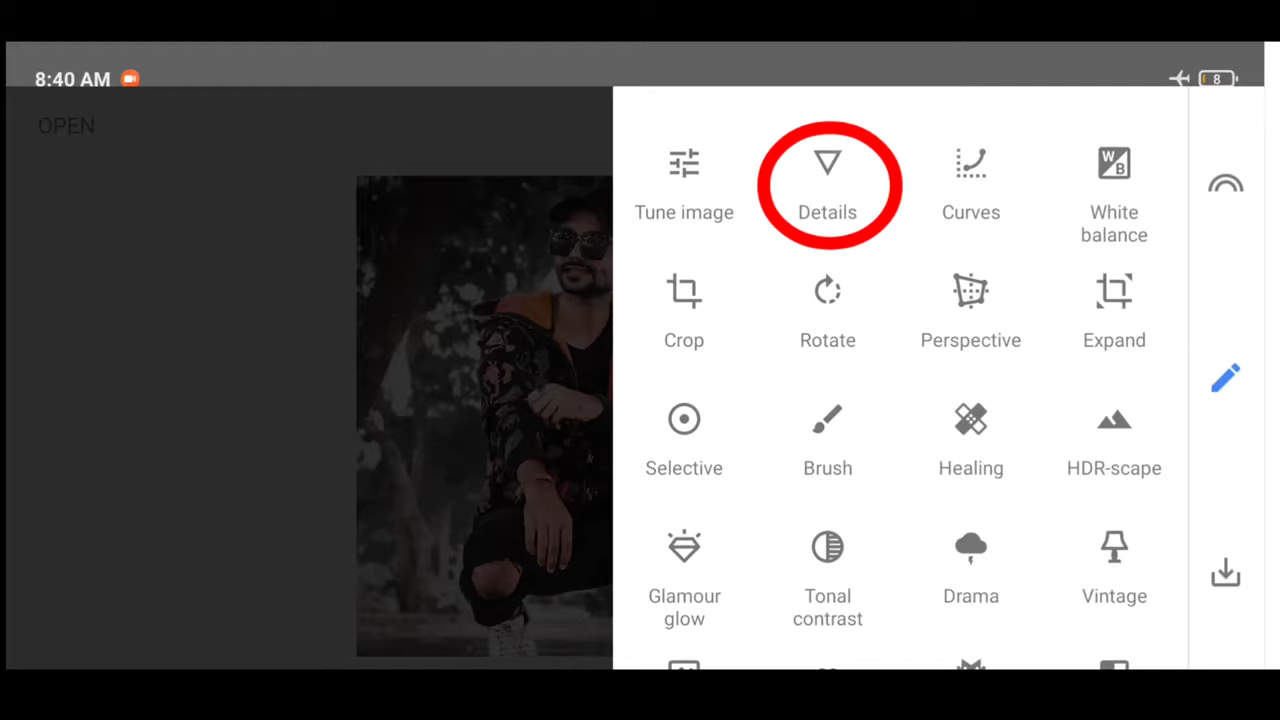 8:40 AM
8
OPEN
Tune image
Details
Curves
W
B
White
balance
Crop
Rotate
Perspective
Expand
Selective
Brush
Healing
HDR-scape
Glamour
glow
Tonal
contrast
Drama
Vintage